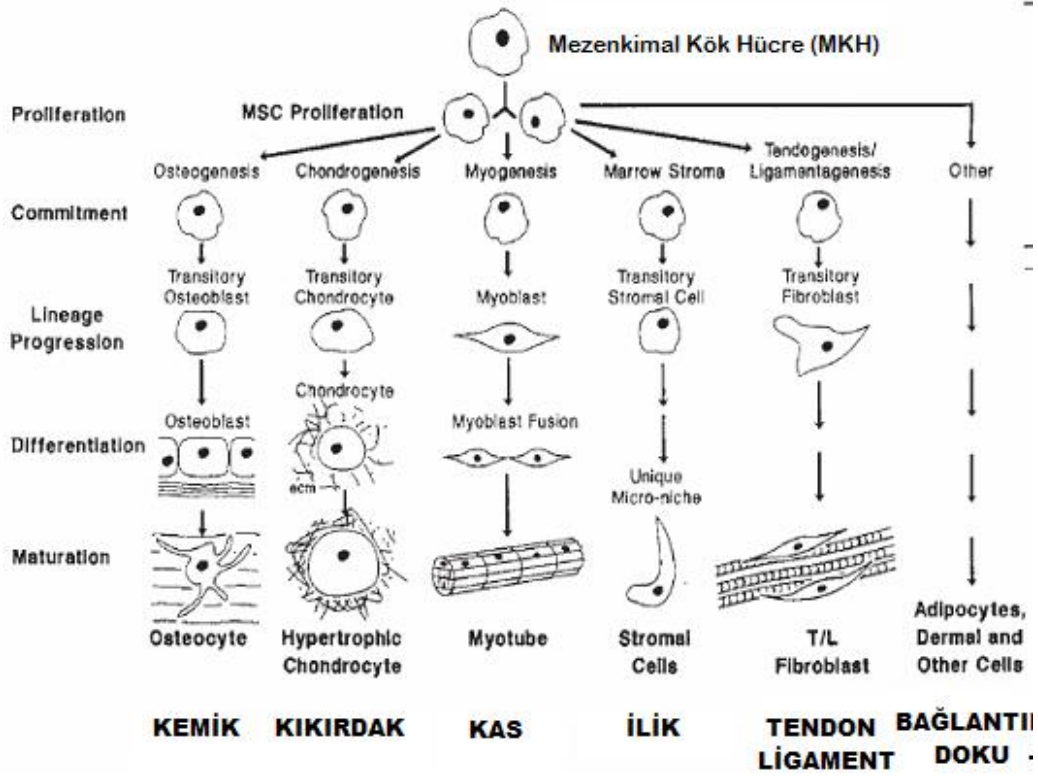 Mezenkimal Kök Hücre (MKH)
Proliferation
MSC Proliferation
Osteogenesis
Chondrogenesis
Myogenesis
Marrow Stroma
Tendogenesis/
Ligamentagenesis
Other
Commitment
Transitory
Osteoblast
Transitory
Chondrocyte
Myoblast
Transitory
Stromal Cell
Transitory
Fibroblast
Lineage
Progression
Chondrocyte
Osteoblast
Myoblast Fusion
Differentiation
ecm
Unique
Micro-niche
Maturation
Osteocyte
Hypertrophic
Chondrocyte
Myotube
Stromal
Cells
T/L
Fibroblast
Adipocytes,
Dermal and
Other Cells
KEMİK
KIKIRDAK
KAS
İLİK
TENDON
LİGAMENT
DOKU